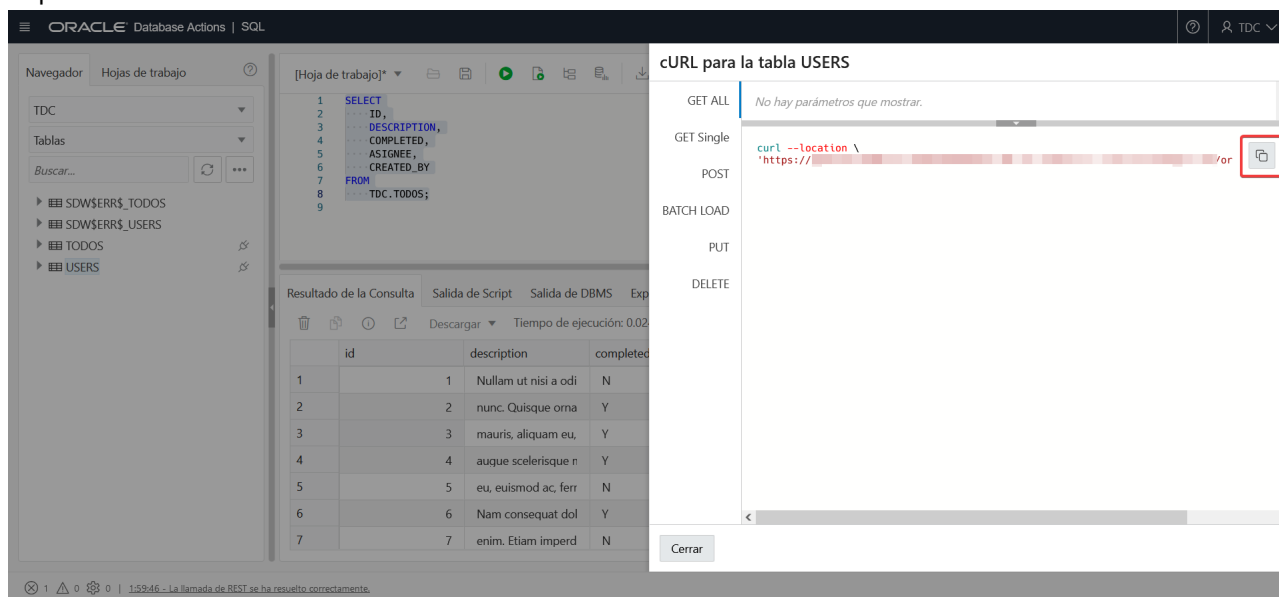 ORACLE Database Actions | SQL
TDC
Navegador Hojas de trabajo
TDC
Tablas
Buscar...
SDW$ERR$_TODOS
SDW$ERR$_USERS
TODOS
USERS
[Hoja de trabajo]*
1 SELECT
2 ID,
3 DESCRIPTION,
4 COMPLETED,
5 ASIGNEE,
6 CREATED_BY
7 FROM
8 TDC.TODOS;
9
Resultado de la Consulta Salida de Script Salida de DBMS Exp
Descargar Tiempo de ejecución: 0.02
id description completed
1 1 Nullam ut nisi a odi N
2 2 nunc. Quisque orna Y
3 3 mauris, aliquam eu, Y
4 4 augue scelerisque m Y
5 5 eu, euismod ac, ferr N
6 6 Nam consequat dol Y
7 7 enim. Etiam imperd N
cURL para la tabla USERS
GET ALL
GET Single
POST
BATCH LOAD
PUT
DELETE
No hay parámetros que mostrar.
curl --location \
'https:// /or
Cerrar
1 0 0 | 1:59:46 - La llamada de REST se ha resuelto correctamente.